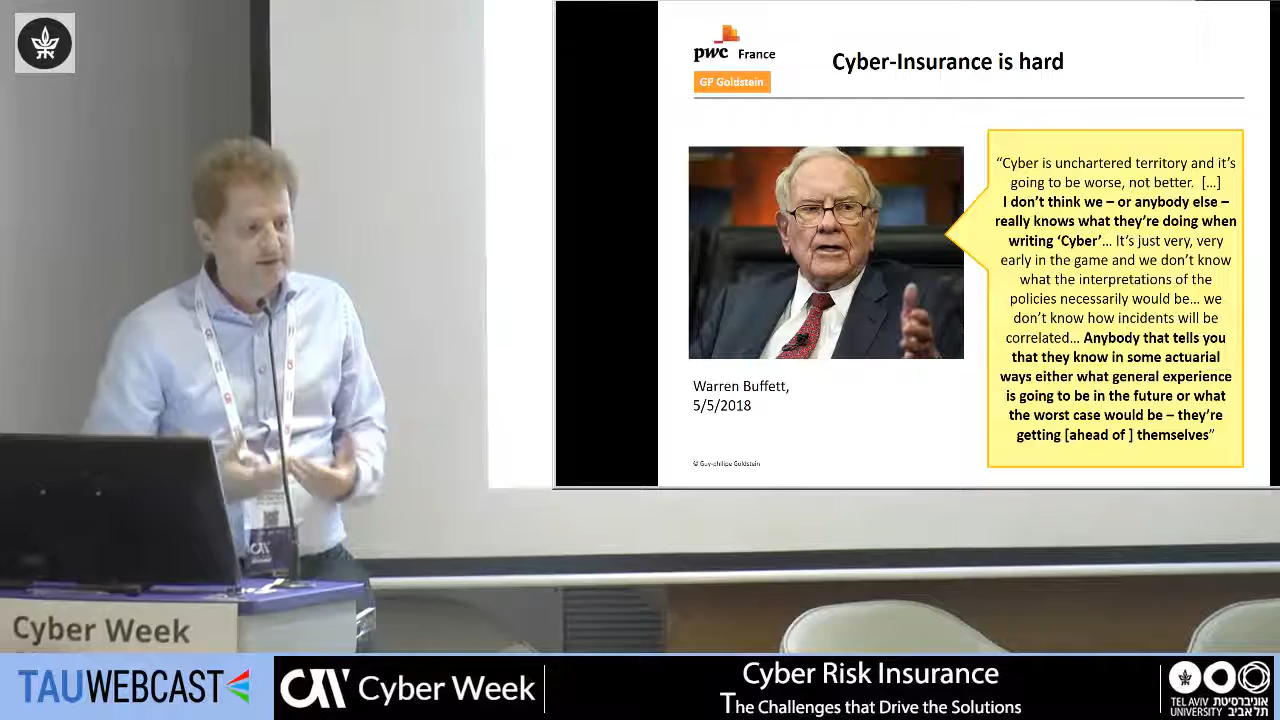 pwc France
GP Goldstein
Cyber-Insurance is hard
“Cyber is unchartered territory and it’s
going to be worse, not better. […]
I don’t think we – or anybody else –
really knows what they’re doing when
writing ‘Cyber’… It’s just very, very
early in the game and we don’t know
what the interpretations of the
policies necessarily would be… we
don’t know how incidents will be
correlated… Anybody that tells you
that they know in some actuarial
ways either what general experience
is going to be in the future or what
the worst case would be – they’re
getting [ahead of ] themselves”
Warren Buffett,
5/5/2018
© Guy-philipe Goldstein
Cyber Week
TAUWEBCAST
Cyber Week
Cyber Risk Insurance
The Challenges that Drive the Solutions
TEL AVIV אוניברסיטת
UNIVERSITY תל אביב